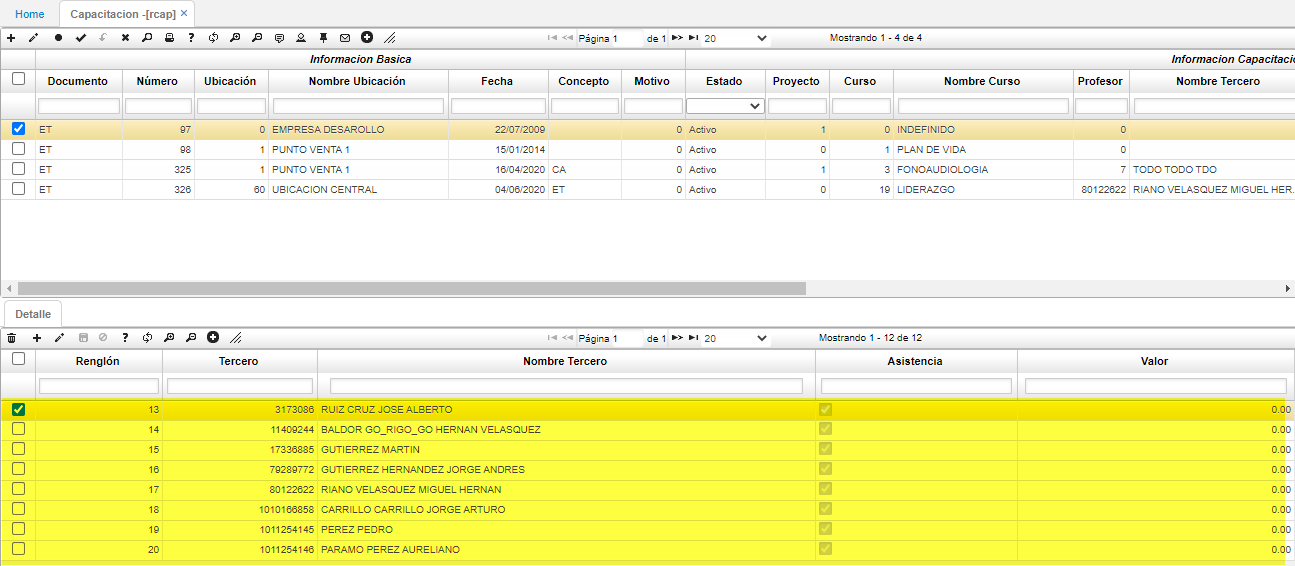 Home Capacitacion -[rcap] ×
Página 1 de 1 20 Mostrando 1 - 4 de 4
Informacion Basica Informacion Capacitaci
Documento Número Ubicación Nombre Ubicación Fecha Concepto Motivo Estado Proyecto Curso Nombre Curso Profesor Nombre Tercero
ET 97 0 EMPRESA DESAROLLO 22/07/2009 0 Activo 1 0 INDEFINIDO 0
ET 98 1 PUNTO VENTA 1 15/01/2014 0 Activo 0 1 PLAN DE VIDA 0
ET 325 1 PUNTO VENTA 1 16/04/2020 CA 0 Activo 1 3 FONOAUDIOLOGIA 7 TODO TODO TDO
ET 326 60 UBICACION CENTRAL 04/06/2020 ET 0 Activo 0 19 LIDERAZGO 80122622 RIANO VELASQUEZ MIGUEL HER...
Detalle
Página 1 de 1 20 Mostrando 1 - 12 de 12
Renglón Tercero Nombre Tercero Asistencia Valor
13 3173086 RUIZ CRUZ JOSE ALBERTO 0.00
14 11409244 BALDOR GO_RIGO_GO HERNAN VELASQUEZ 0.00
15 17336885 GUTIERREZ MARTIN 0.00
16 79289772 GUTIERREZ HERNANDEZ JORGE ANDRES 0.00
17 80122622 RIANO VELASQUEZ MIGUEL HERNAN 0.00
18 1010166858 CARRILLO CARRILLO JORGE ARTURO 0.00
19 1011254145 PEREZ PEDRO 0.00
20 1011254146 PARAMO PEREZ AURELIANO 0.00